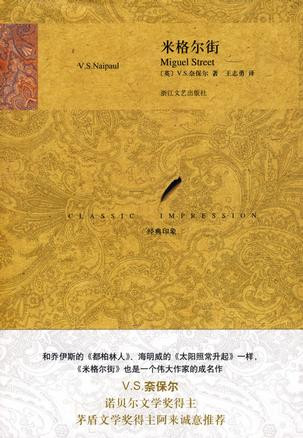 米格尔街
V.S.Naipaul
Miguel Street
〔英〕V.S.奈保尔 著 王志勇 译
浙江文艺出版社
CLASSIC IMPRESSION
经典印象
和乔伊斯的《都柏林人》、海明威的《太阳照常升起》一样，
《米格尔街》也是一个伟大作家的成名作
V.S.奈保尔
诺贝尔文学奖得主
茅盾文学奖得主阿来诚意推荐